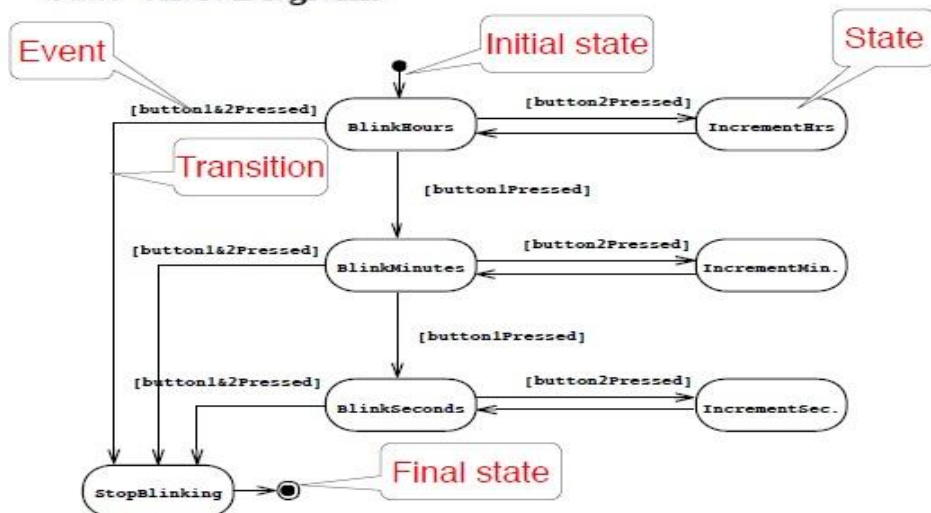 Event
Initial state
State
[button1&2Pressed]
[button2Pressed]
BlinkHours
IncrementHrs
Transition
[button1Pressed]
[button1&2Pressed]
[button2Pressed]
BlinkMinutes
IncrementMin.
[button1Pressed]
[button1&2Pressed]
[button2Pressed]
BlinkSeconds
IncrementSec.
Final state
StopBlinking